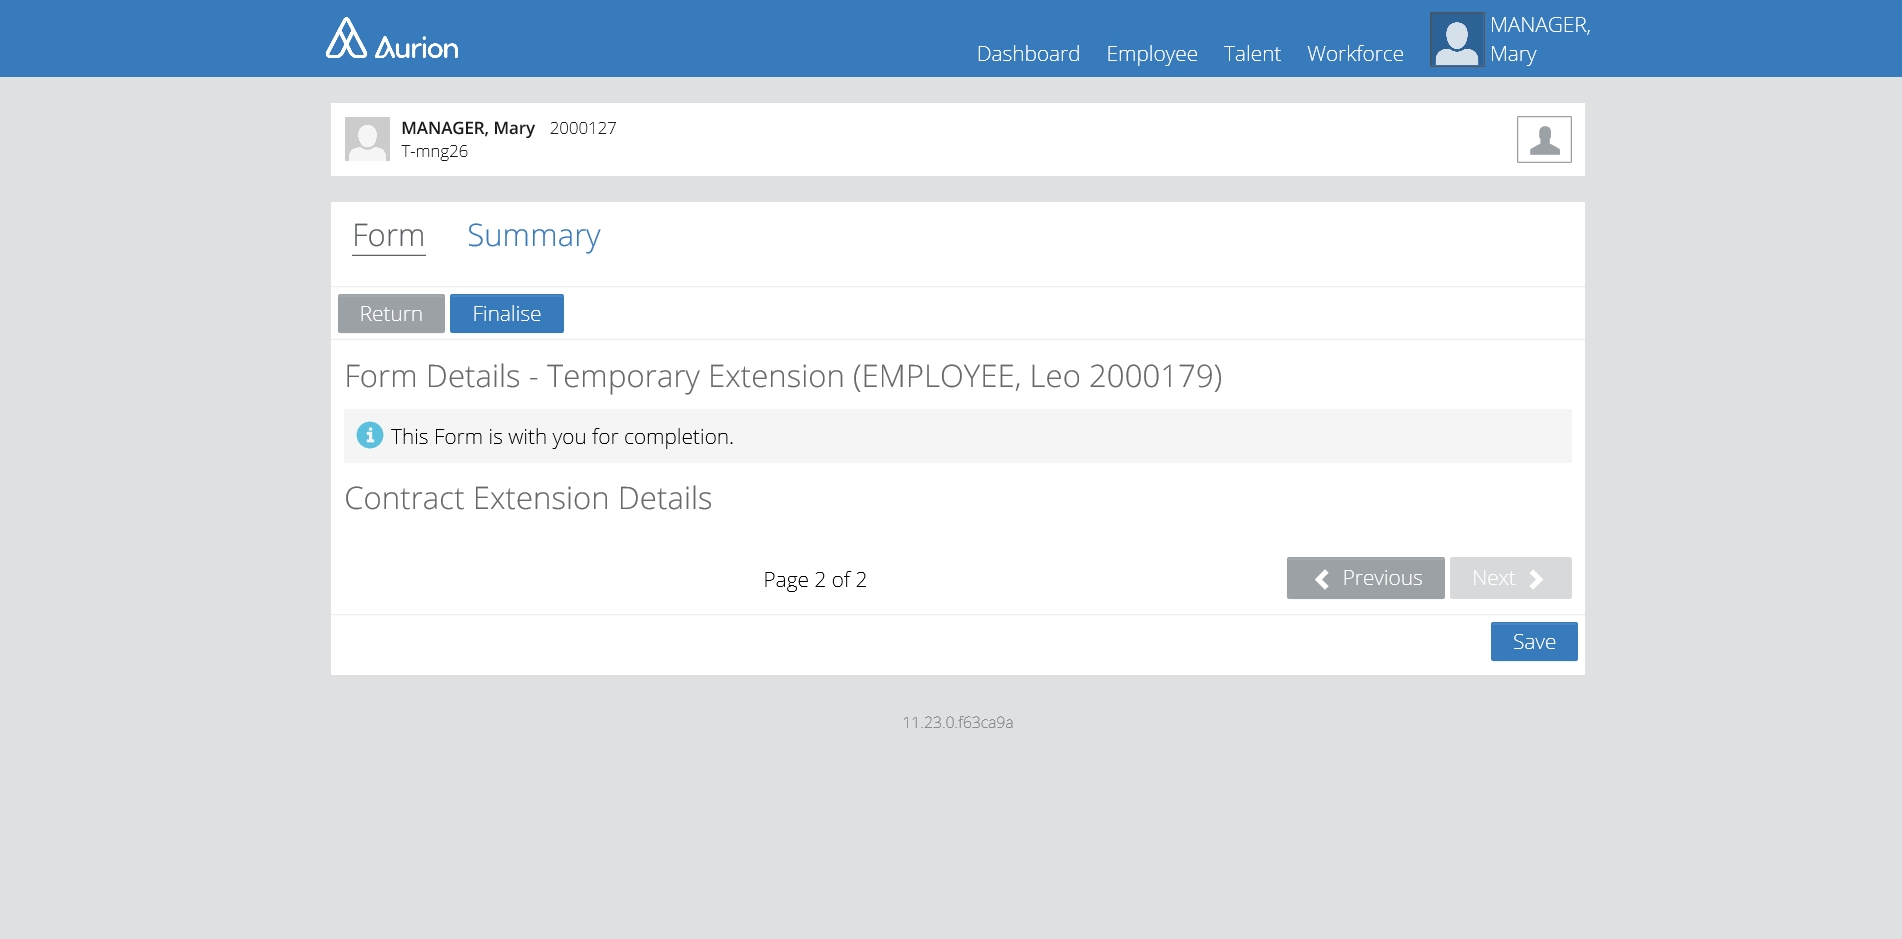 Aurion
Dashboard Employee Talent Workforce
MANAGER,
Mary
MANAGER, Mary 2000127
T-mng26
Form Summary
Return Finalise
Form Details - Temporary Extension (EMPLOYEE, Leo 2000179)
This Form is with you for completion.
Contract Extension Details
Page 2 of 2
Previous Next
Save
11.23.0.f63ca9a